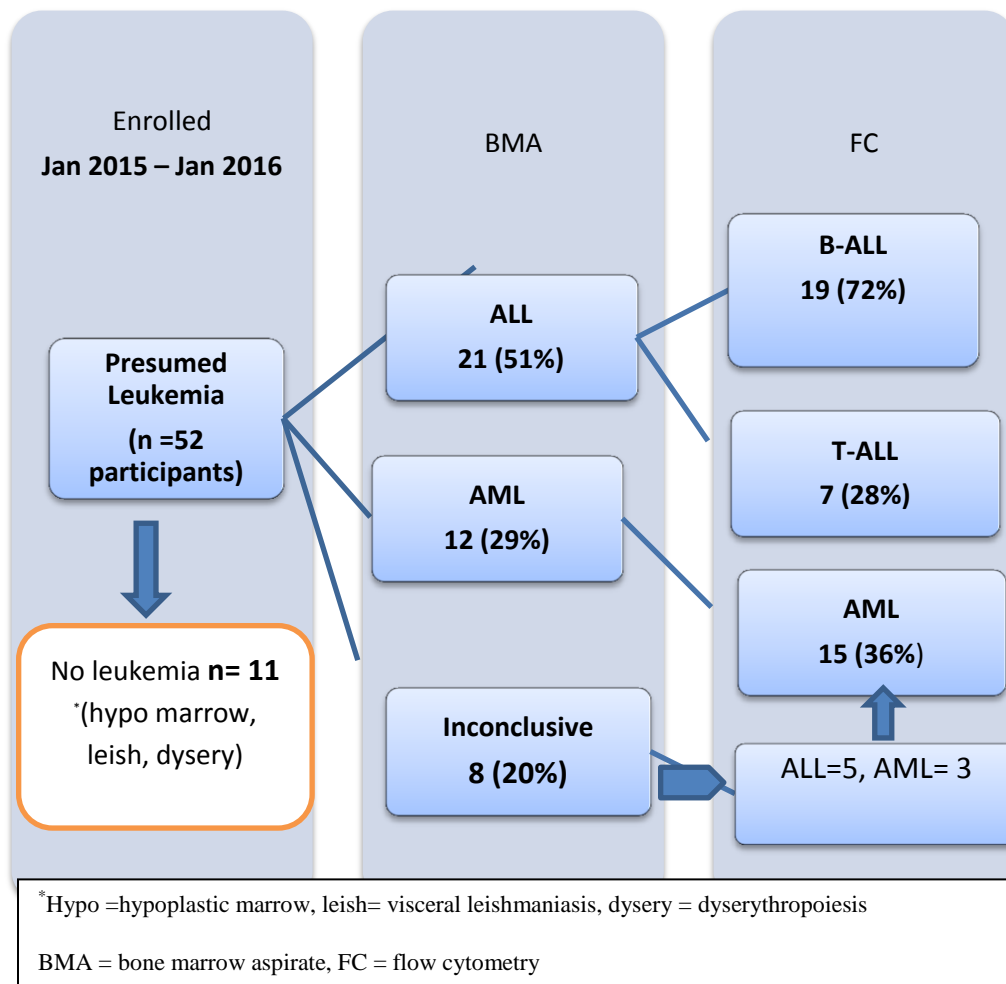 Enrolled
Jan 2015 – Jan 2016
Presumed
Leukemia
(n =52
participants)
No leukemia n= 11
*(hypo marrow,
leish, dysery)
BMA
ALL
21 (51%)
AML
12 (29%)
Inconclusive
8 (20%)
FC
B-ALL
19 (72%)
T-ALL
7 (28%)
AML
15 (36%)
ALL=5, AML= 3
*Hypo =hypoplastic marrow, leish= visceral leishmaniasis, dysery = dyserythropoiesis
BMA = bone marrow aspirate, FC = flow cytometry